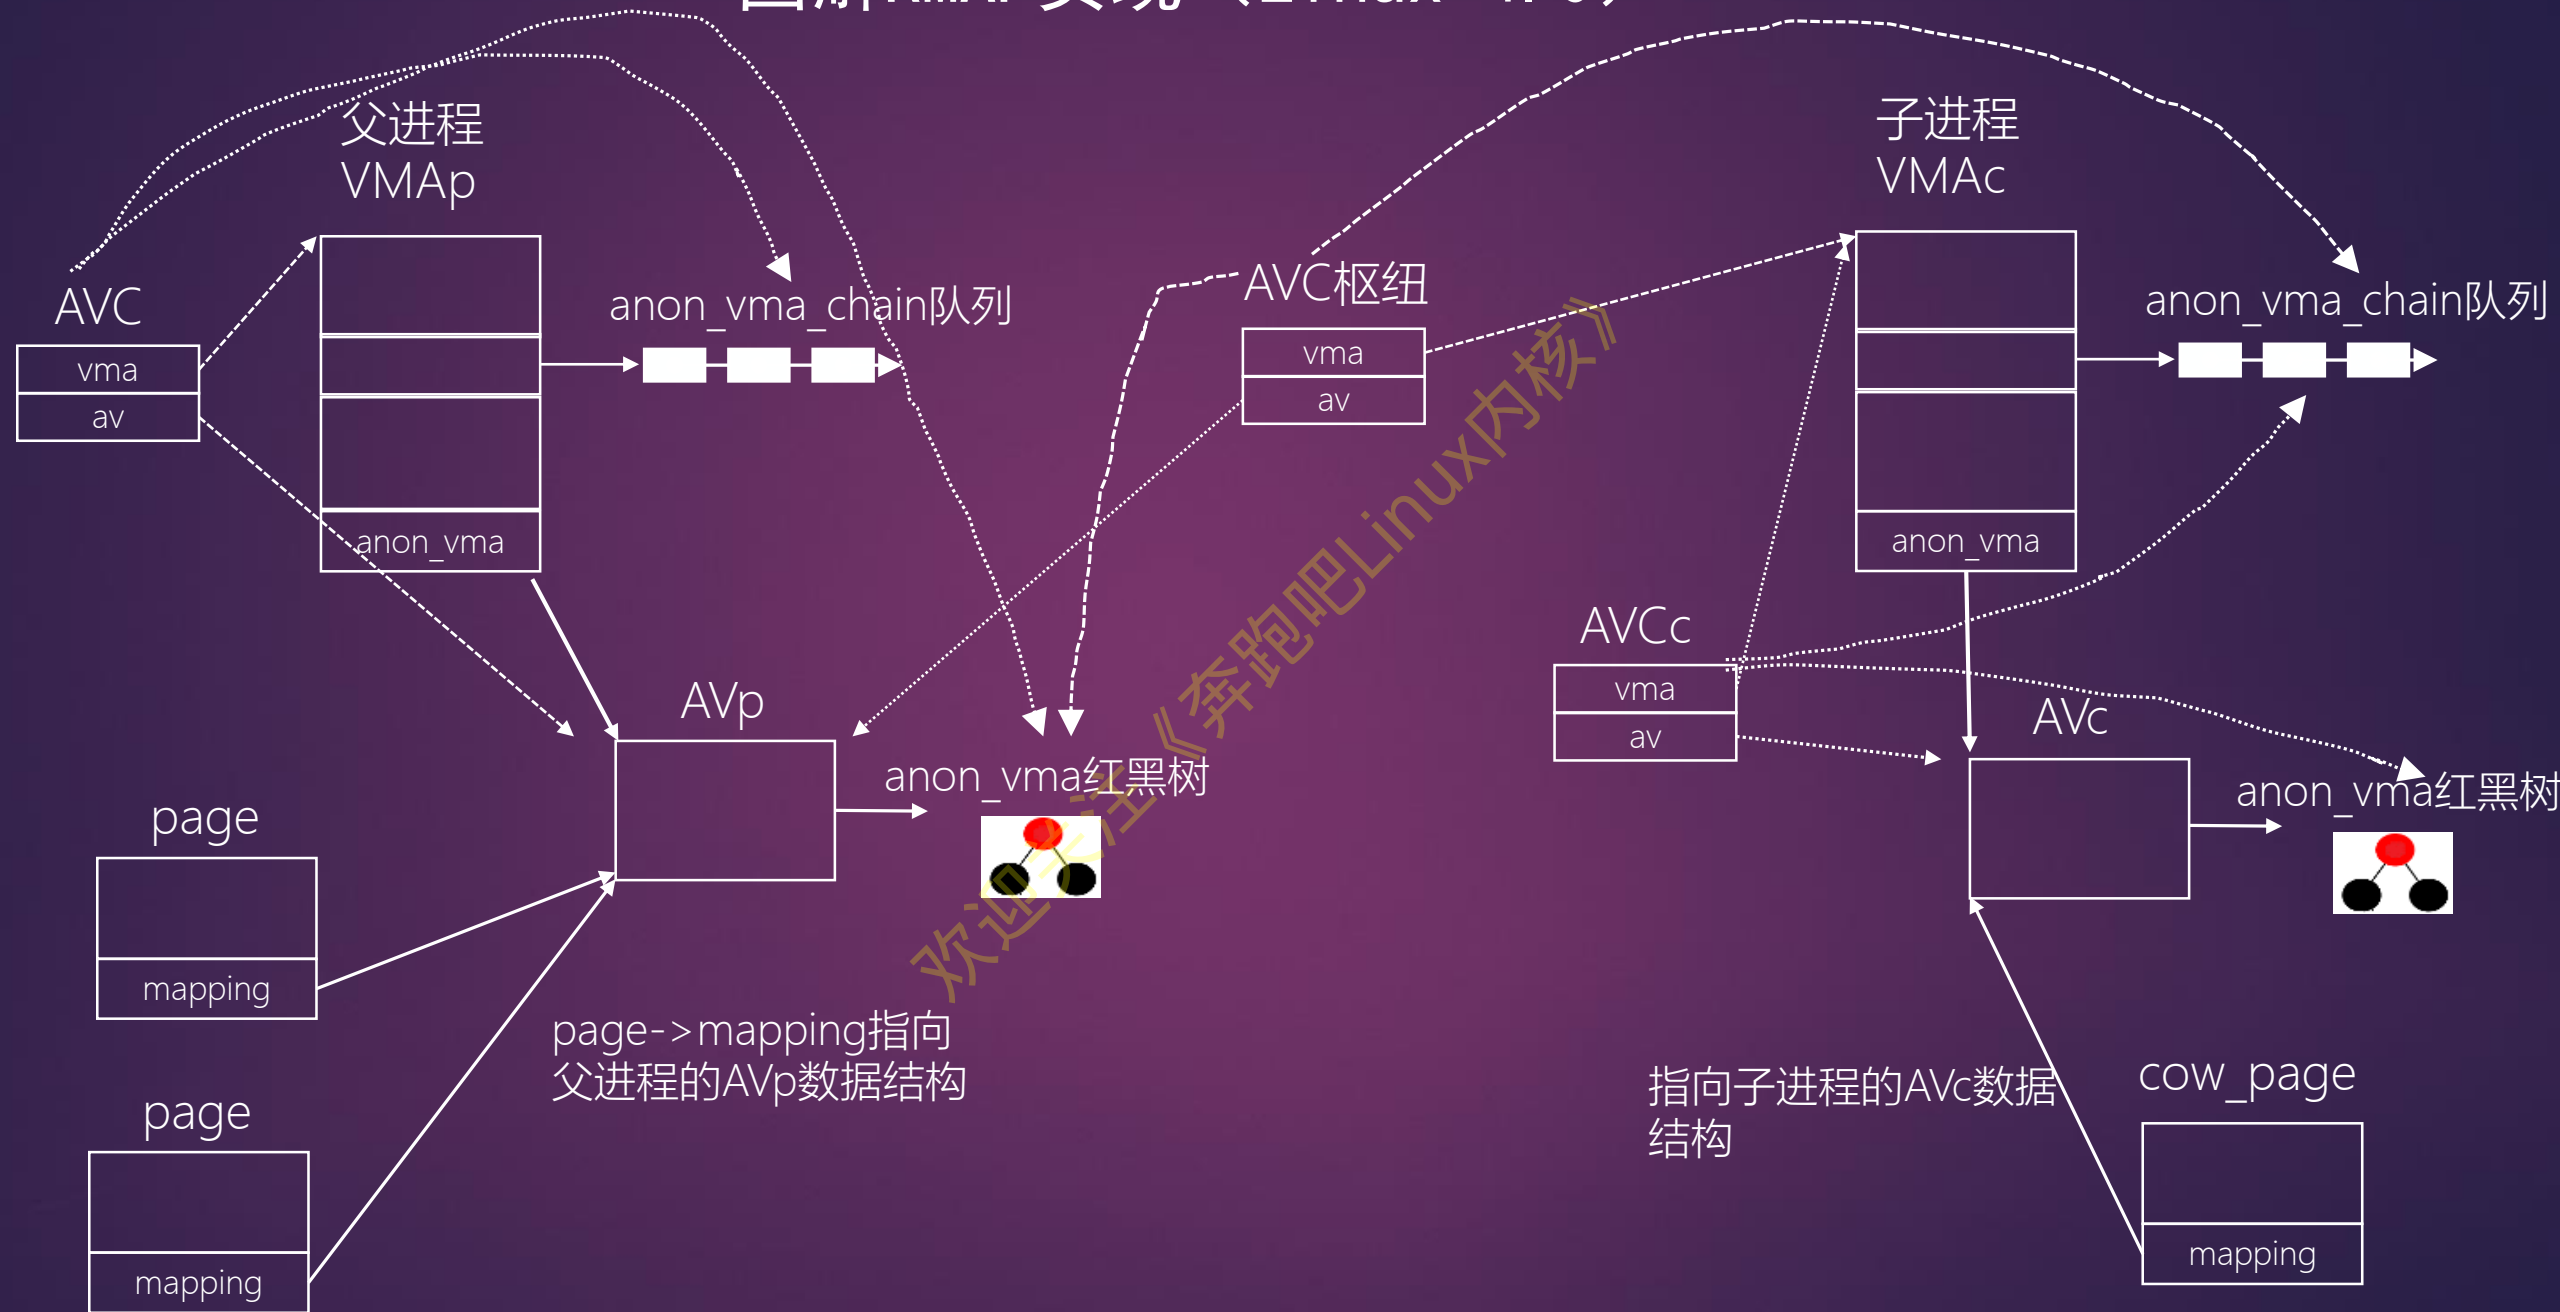 父进程
VMAp
子进程
VMAc
AVC
vma
av
anon_vma_chain队列
anon_vma
AVC枢纽
vma
av
anon_vma_chain队列
anon_vma
AVCc
vma
av
AVp
anon_vma红黑树
AVc
anon_vma红黑树
page
mapping
page
mapping
page->mapping指向
父进程的AVp数据结构
指向子进程的AVc数据
结构
cow_page
mapping
欢迎关注《奔跑吧Linux内核》